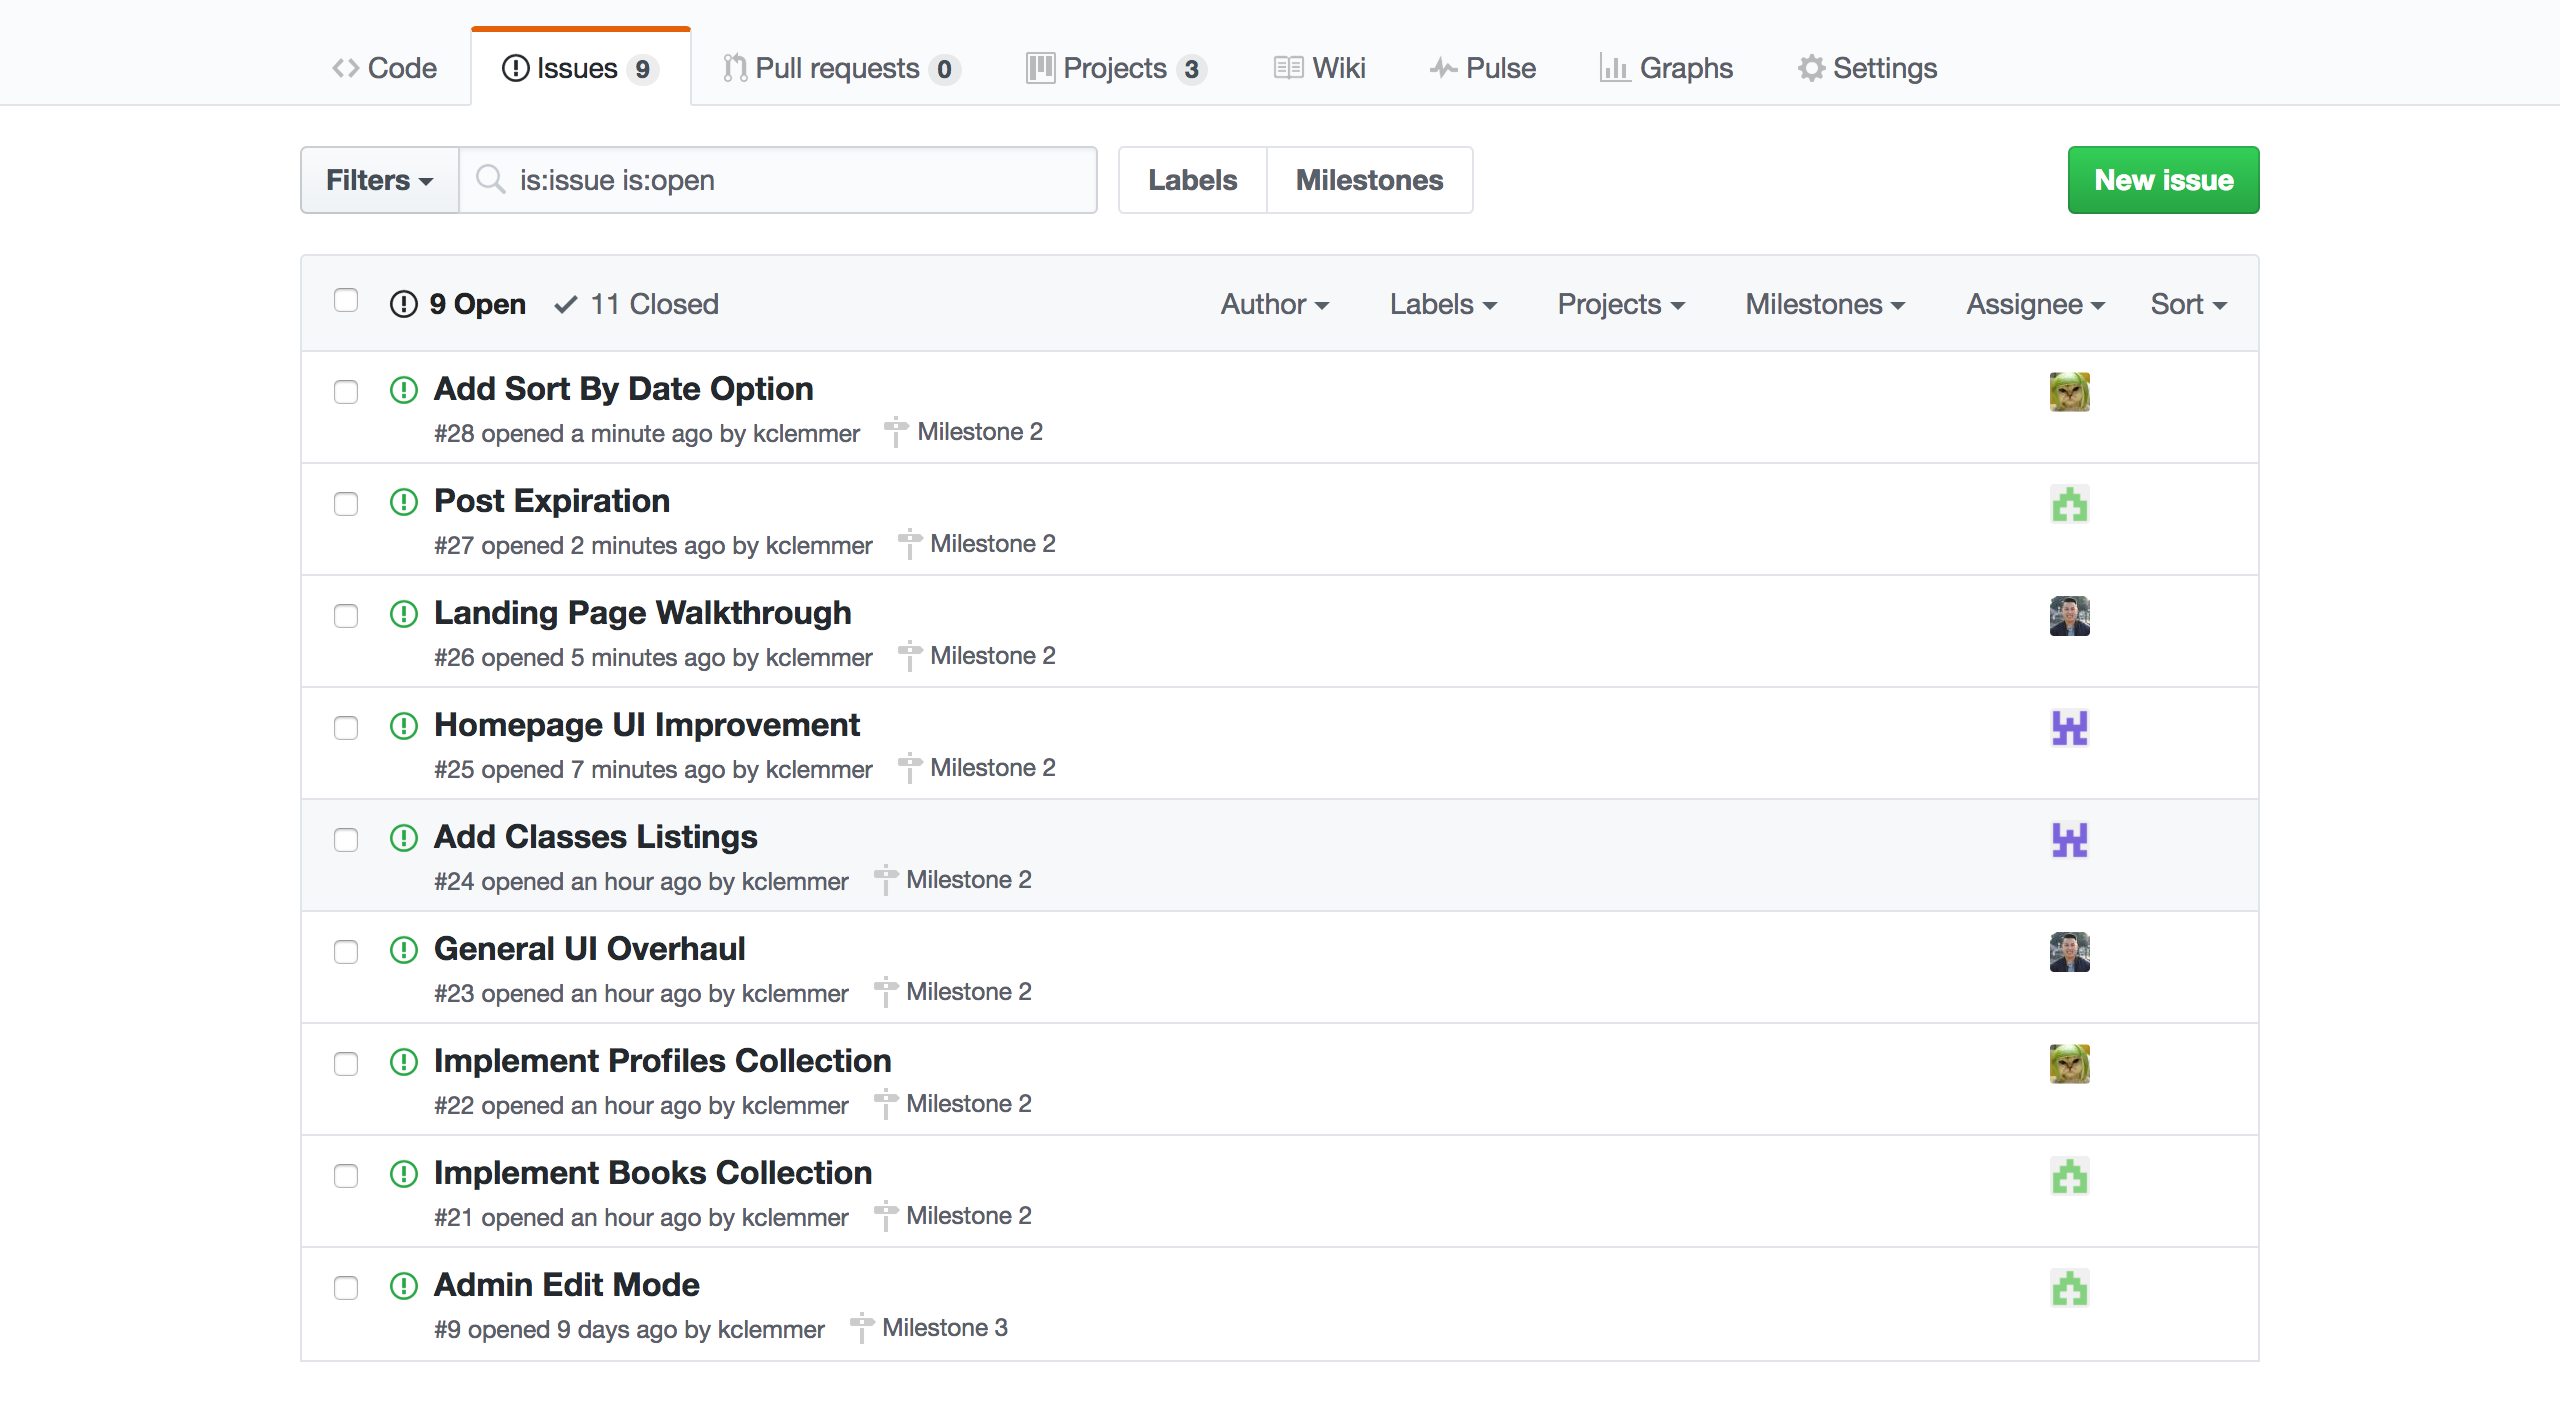 Code Issues 9 Pull requests 0 Projects 3 Wiki Pulse Graphs Settings
Filters is:issue is:open Labels Milestones New issue
9 Open 11 Closed Author Labels Projects Milestones Assignee Sort
Add Sort By Date Option
#28 opened a minute ago by kclemmer Milestone 2
Post Expiration
#27 opened 2 minutes ago by kclemmer Milestone 2
Landing Page Walkthrough
#26 opened 5 minutes ago by kclemmer Milestone 2
Homepage UI Improvement
#25 opened 7 minutes ago by kclemmer Milestone 2
Add Classes Listings
#24 opened an hour ago by kclemmer Milestone 2
General UI Overhaul
#23 opened an hour ago by kclemmer Milestone 2
Implement Profiles Collection
#22 opened an hour ago by kclemmer Milestone 2
Implement Books Collection
#21 opened an hour ago by kclemmer Milestone 2
Admin Edit Mode
#9 opened 9 days ago by kclemmer Milestone 3